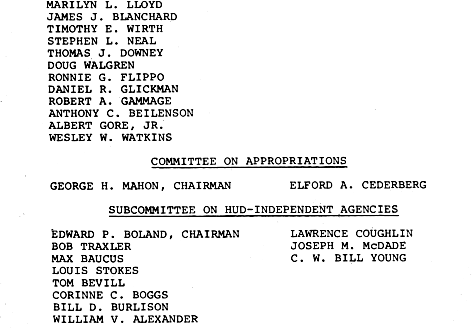 MARILYN L. LLOYD
JAMES J. BLANCHARD
TIMOTHY E. WIRTH
STEPHEN L. NEAL
THOMAS J. DOWNEY
DOUG WALGREN
RONNIE G. FLIPPO
DANIEL R. GLICKMAN
ROBERT A. GAMMAGE
ANTHONY C. BEILENSON
ALBERT GORE, JR.
WESLEY W. WATKINS
COMMITTEE ON APPROPRIATIONS
GEORGE H. MAHON, CHAIRMAN ELFORD A. CEDERBERG
SUBCOMMITTEE ON HUD-INDEPENDENT AGENCIES
EDWARD P. BOLAND, CHAIRMAN LAWRENCE COUGHLIN
BOB TRAXLER JOSEPH M. McDADE
MAX BAUCUS C. W. BILL YOUNG
LOUIS STOKES
TOM BEVILL
CORINNE C. BOGGS
BILL D. BURLISON
WILLIAM V. ALEXANDER